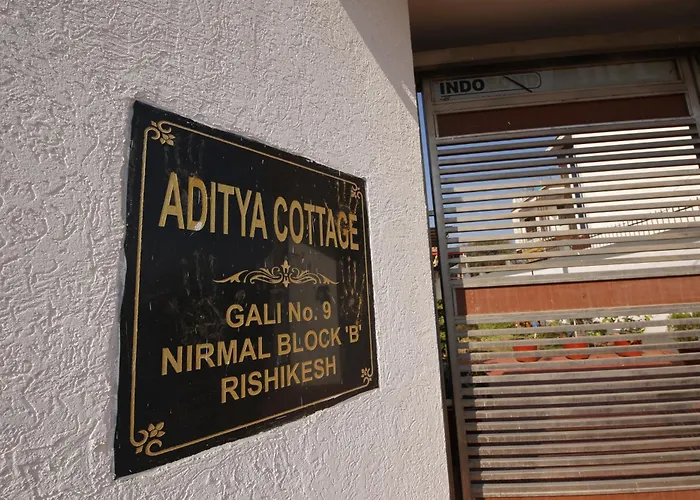 ADITYA COTTAGE
GALI No. 9
NIRMAL BLOCK 'B'
RISHIKESH
INDO